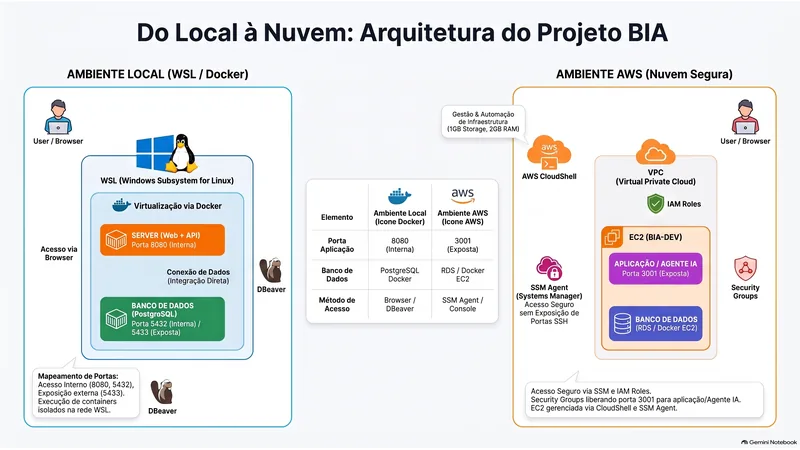 Do Local à Nuvem: Arquitetura do Projeto BIA
AMBIENTE LOCAL (WSL / Docker)
User / Browser
WSL (Windows Subsystem for Linux)
Virtualização via Docker
SERVER (Web + API)
Porta 8080 (Interna)
Acesso via
Browser
Conexão de Dados
(Integração Direta)
DBeaver
BANCO DE DADOS
(PostgreSQL)
Porta 5432 (Interna) /
5433 (Exposta)
Mapeamento de Portas:
Acesso Interno (8080, 5432),
Exposição externa (5433).
Execução de containers
isolados na rede WSL.
DBeaver
Elemento
Ambiente Local
(Icone Docker)
aws
Ambiente AWS
(Icone AWS)
Porta
Aplicação
8080
(Interna)
3001
(Exposta)
Banco de
Dados
PostgreSQL
Docker
RDS / Docker
EC2
Método de
Acesso
Browser /
DBeaver
SSM Agent /
Console
AMBIENTE AWS (Nuvem Segura)
Gestão & Automação
de infraestrutura
(1GB Storage, 2GB RAM)
aws
AWS CloudShell
User / Browser
VPC
(Virtual Private Cloud)
IAM Roles
EC2 (BIA-DEV)
APLICAÇÃO / AGENTE IA
Porta 3001 (Exposta)
SSM Agent
(Systems Manager)
Acesso Seguro
sem Exposição de
Portas SSH
Security
Groups
BANCO DE DADOS
(RDS / Docker EC2)
Acesso Seguro via SSM e IAM Roles.
Security Groups liberando porta 3001 para aplicação/Agente IA.
EC2 gerenciada via CloudShell e SSM Agent.
Gemini Notebook